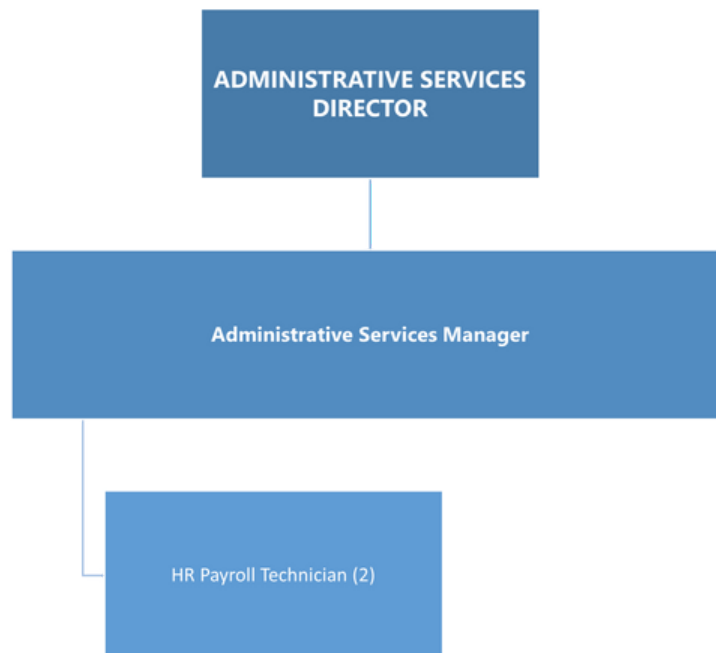 ADMINISTRATIVE SERVICES
DIRECTOR
Administrative Services Manager
HR Payroll Technician (2)